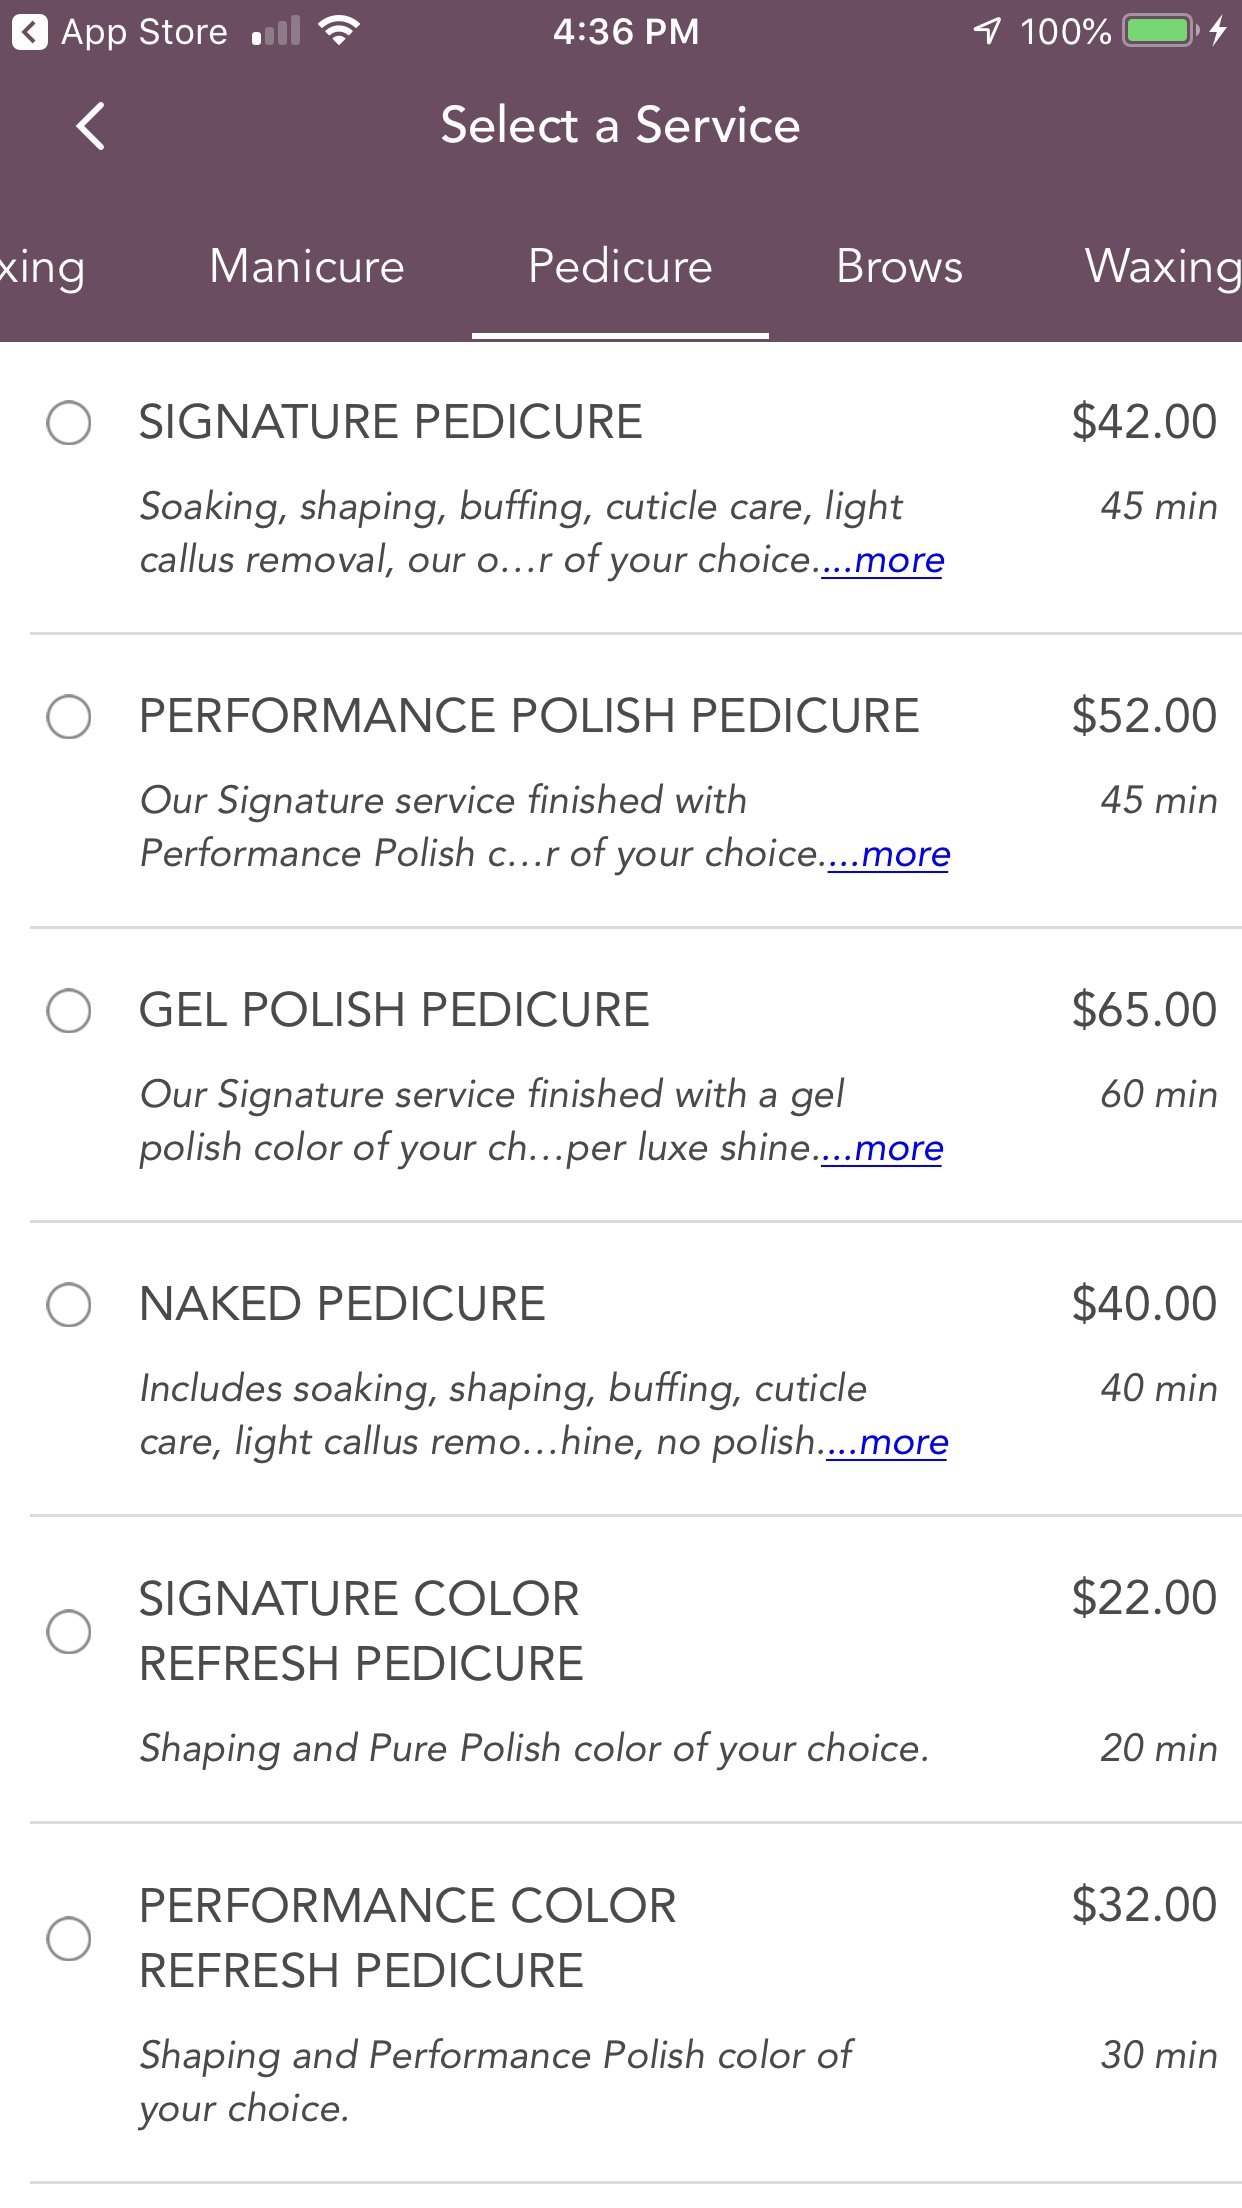 App Store
4:36 PM
100%
Select a Service
xing
Manicure
Pedicure
Brows
Waxing
SIGNATURE PEDICURE
$42.00
Soaking, shaping, buffing, cuticle care, light
45 min
callus removal, our o...r of your choice....more
PERFORMANCE POLISH PEDICURE
$52.00
Our Signature service finished with
45 min
Performance Polish c...r of your choice....more
GEL POLISH PEDICURE
$65.00
Our Signature service finished with a gel
60 min
polish color of your ch...per luxe shine....more
NAKED PEDICURE
$40.00
Includes soaking, shaping, buffing, cuticle
40 min
care, light callus remo...hine, no polish....more
SIGNATURE COLOR
$22.00
REFRESH PEDICURE
Shaping and Pure Polish color of your choice.
20 min
PERFORMANCE COLOR
$32.00
REFRESH PEDICURE
Shaping and Performance Polish color of
30 min
your choice.